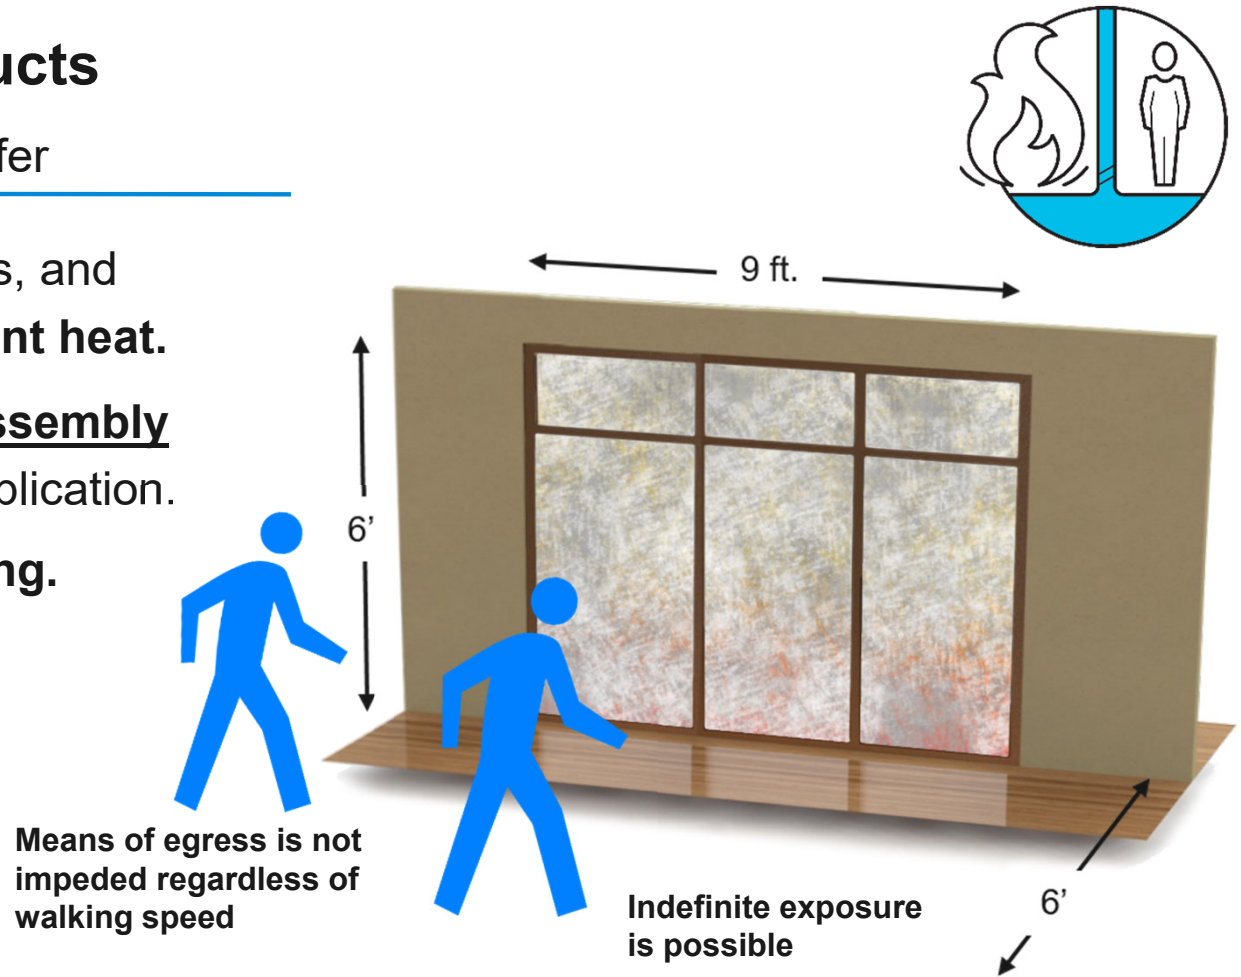 ucts
fer
s, and
nt heat.
ssembly
plication.
ng.
9 ft.
6’
Means of egress is not
impeded regardless of
walking speed
Indefinite exposure
is possible
6’